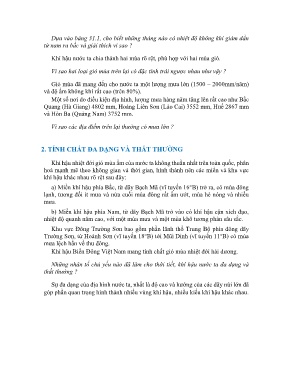 Dựa vào bảng 31.1, cho biết những tháng nào có nhiệt độ không khí giảm dần
từ nam ra bắc và giải thích vì sao ?
Khí hậu nước ta chia thành hai mùa rõ rệt, phù hợp với hai mùa gió.
Vì sao hai loại gió mùa trên lại có đặc tính trái ngược nhau như vậy ?
Gió mùa đã mang đến cho nước ta một lượng mưa lớn (1500 – 2000mm/năm)
và độ ẩm không khí rất cao (trên 80%).
Một số nơi do điều kiện địa hình, lượng mưa hàng năm tăng lên rất cao như Bắc
Quang (Hà Giang) 4802 mm, Hoàng Liên Sơn (Lào Cai) 3552 mm, Huế 2867 mm
và Hòn Ba (Quảng Nam) 3752 mm.
Vì sao các địa điểm trên lại thường có mưa lớn ?
2. TÍNH CHẤT ĐA DẠNG VÀ THẤT THƯỜNG
Khí hậu nhiệt đới gió mùa ẩm của nước ta không thuần nhất trên toàn quốc, phân
hoá mạnh mẽ theo không gian và thời gian, hình thành nên các miền và khu vực
khí hậu khác nhau rõ rệt sau đây:
a) Miền khí hậu phía Bắc, từ dãy Bạch Mã (vĩ tuyến 16°B) trở ra, có mùa đông
lạnh, tương đối ít mưa và nửa cuối mùa đông rất ẩm ướt, mùa hè nóng và nhiều
mưa.
b) Miền khí hậu phía Nam, từ dãy Bạch Mã trở vào có khí hậu cận xích đạo,
nhiệt độ quanh năm cao, với một mùa mưa và một mùa khô tương phản sâu sắc.
Khu vực Đông Trường Sơn bao gồm phần lãnh thổ Trung Bộ phía đông dãy
Trường Sơn, từ Hoành Sơn (vĩ tuyến 18°B) tới Mũi Dinh (vĩ tuyến 11°B) có mùa
mưa lệch hẳn về thu đông.
Khí hậu Biển Đông Việt Nam mang tính chất gió mùa nhiệt đới hải dương.
Những nhân tố chủ yếu nào đã làm cho thời tiết, khí hậu nước ta đa dạng và
thất thường ?
Sự đa dạng của địa hình nước ta, nhất là độ cao và hướng của các dãy núi lớn đã
góp phần quan trọng hình thành nhiều vùng khí hậu, nhiều kiểu khí hậu khác nhau.